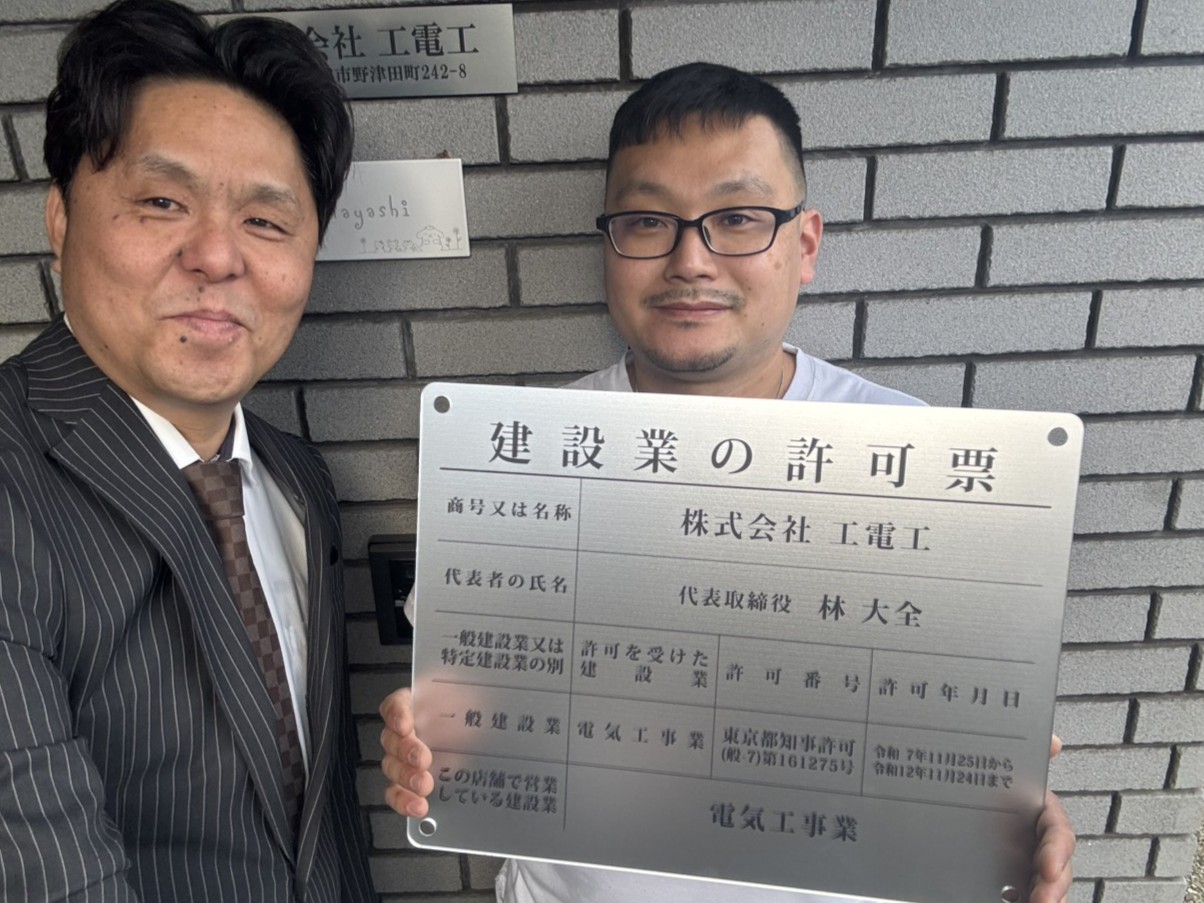 会社 工電工
市野津田町242-8
ayashi
建設業の許可票
商号又は名称
株式会社 工電工
代表者の氏名
代表取締役 林 大全
一般建設業又は
特定建設業の別
許可を受けた
建設業
許可番号
許可年月日
一般建設業
電気工事業
東京都知事許可
(般-7)第161275号
令和 7年11月25日から
令和12年11月24日まで
この店舗で営業
している建設業
電気工事業